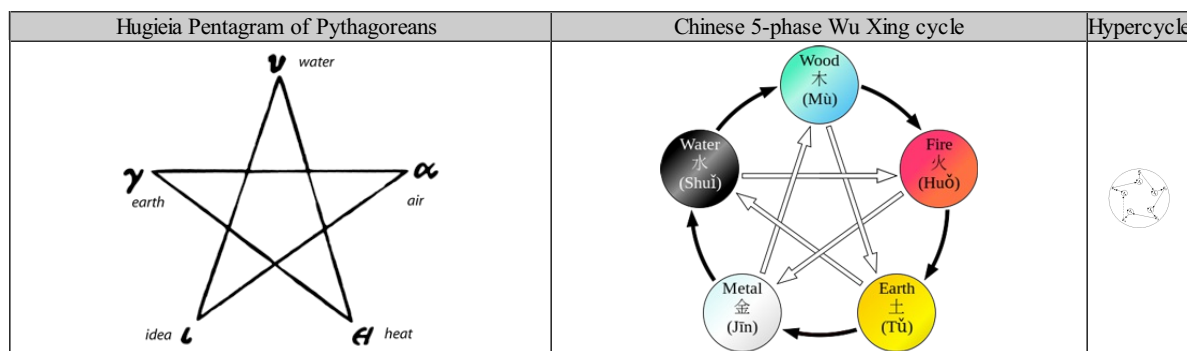 Hugieia Pentagram of Pythagoreans
Chinese 5-phase Wu Xing cycle
Hypercycle
υ water
γ
earth
α
air
idea ι
heat
Wood
木
(Mù)
Fire
火
(Huǒ)
Earth
土
(Tǔ)
Metal
金
(Jīn)
Water
水
(Shuǐ)